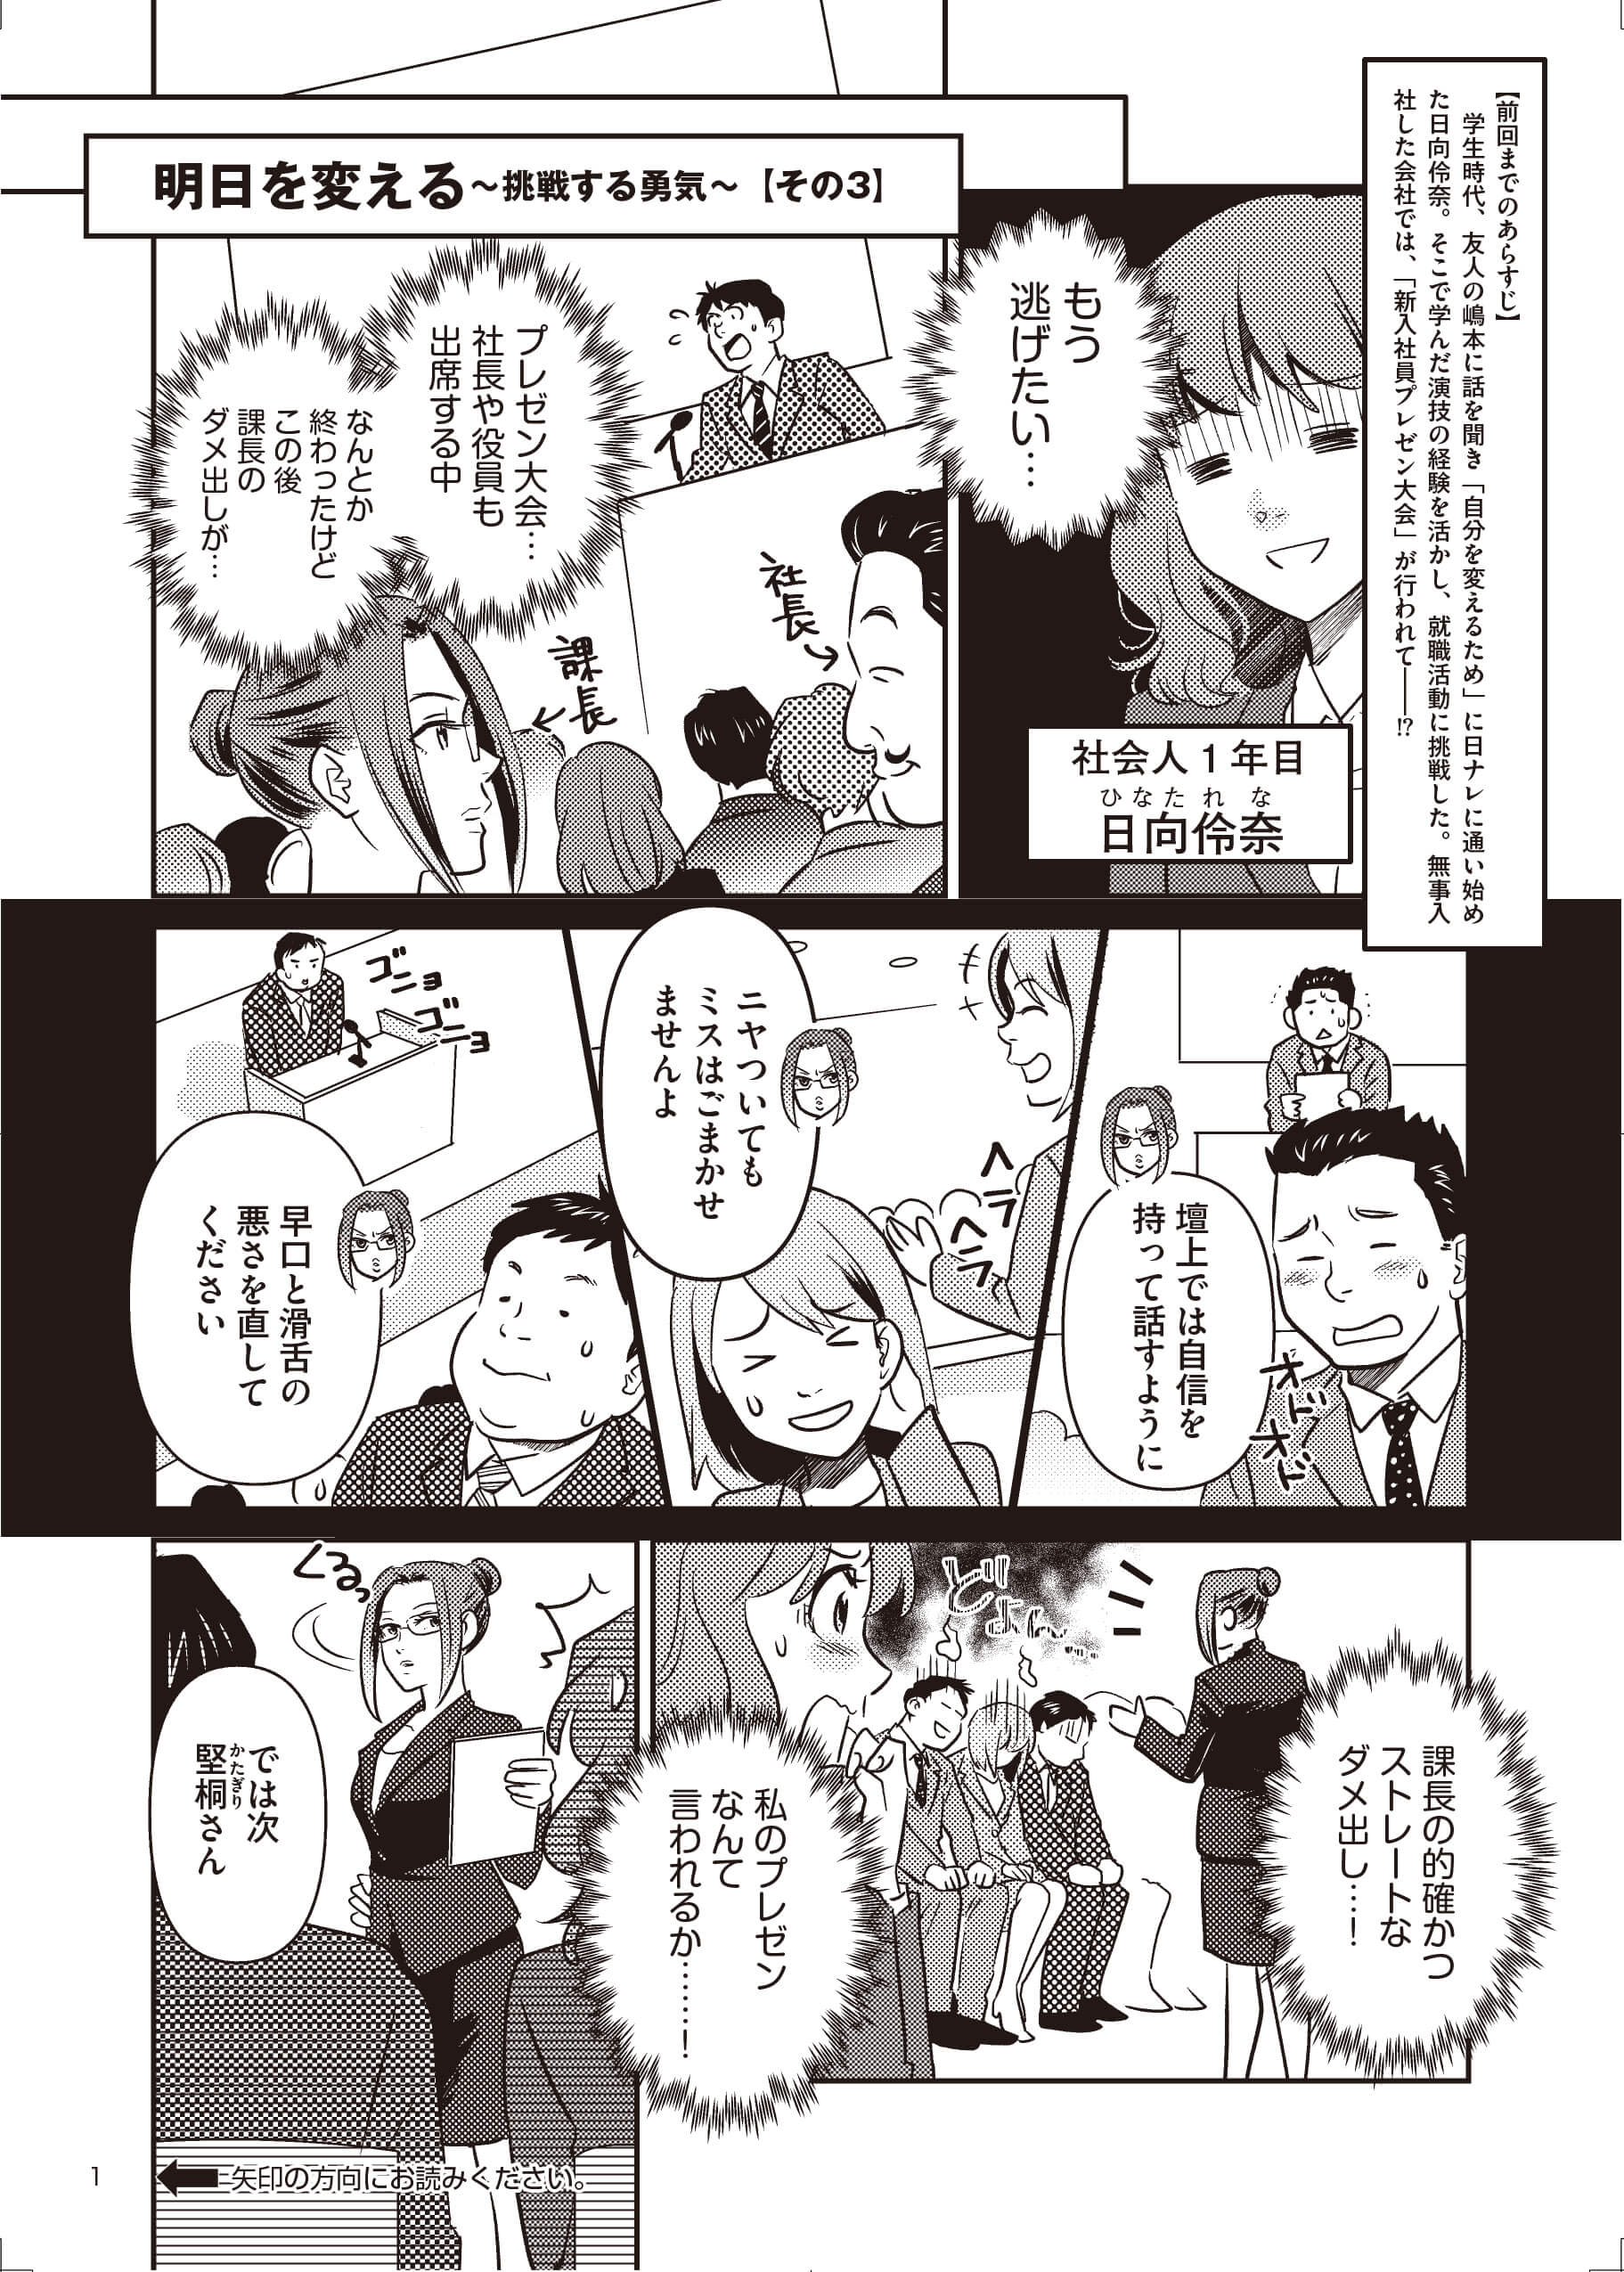 明日を変える～挑戦する勇気～【その3】
【前回までのあらすじ】
学生時代、友人の嶋本に話を聞き「自分を変えるため」に日ナレに通い始め
た日向伶奈。そこで学んだ演技の経験を活かし、就職活動に挑戦した。無事入
社した会社では、「新入社員プレゼン大会」が行われて――!?
もう
逃げたい…
社会人1年目
ひなた れな
日向伶奈
プレゼン大会…
社長や役員も
出席する中
なんとか
終わったけど
この後
課長の
ダメ出しが…
社長
課長
壇上では自信を
持って話すように
オドオド
ニヤついても
ミスはごまかせ
ませんよ
ヘラヘラ
ゴニョ
ゴニョ
早口と滑舌の
悪さを直して
ください
課長の的確かつ
ストレートな
ダメ出し…！
どよん…
私のプレゼン
なんて
言われるか……！
くるっ
では次
堅桐さん
かたぎり
矢印の方向にお読みください。
1